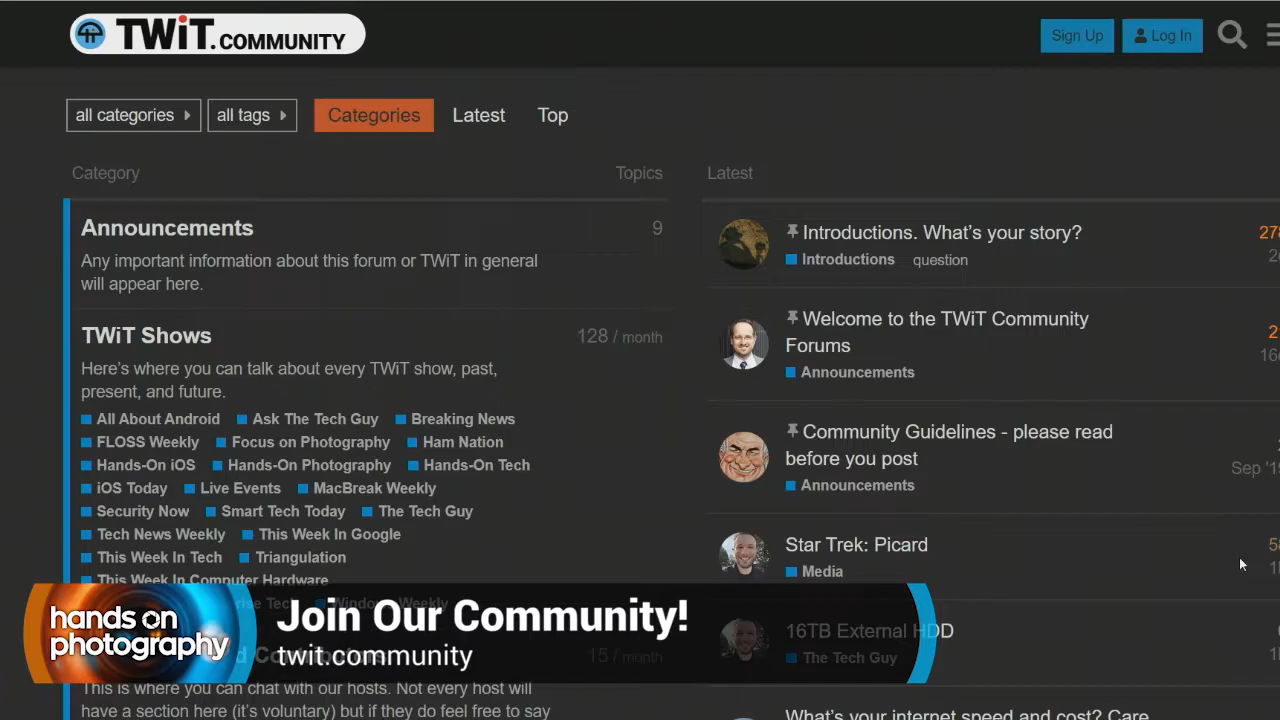 TWiT.COMMUNITY
Sign Up
Log In
all categories
all tags
Categories
Latest
Top
Category
Topics
Latest
Announcements
9
Any important information about this forum or TWiT in general
will appear here.
TWiT Shows
128 / month
Here's where you can talk about every TWiT show, past,
present, and future.
All About Android
Ask The Tech Guy
Breaking News
FLOSS Weekly
Focus on Photography
Ham Nation
Hands-On iOS
Hands-On Photography
Hands-On Tech
iOS Today
Live Events
MacBreak Weekly
Security Now
Smart Tech Today
The Tech Guy
Tech News Weekly
This Week In Google
This Week In Tech
Triangulation
This Week In Computer Hardware
Windows Weekly
15 / month
This is where you can chat with our hosts. Not every host will
have a section here (it's voluntary) but if they do feel free to say
Introductions. What's your story?
Introductions
question
Welcome to the TWiT Community
Forums
Announcements
Community Guidelines - please read
before you post
Announcements
Sep
Star Trek: Picard
Media
16TB External HDD
The Tech Guy
What's your internet speed and cost? Care
hands on
photography
Join Our Community!
twit.community